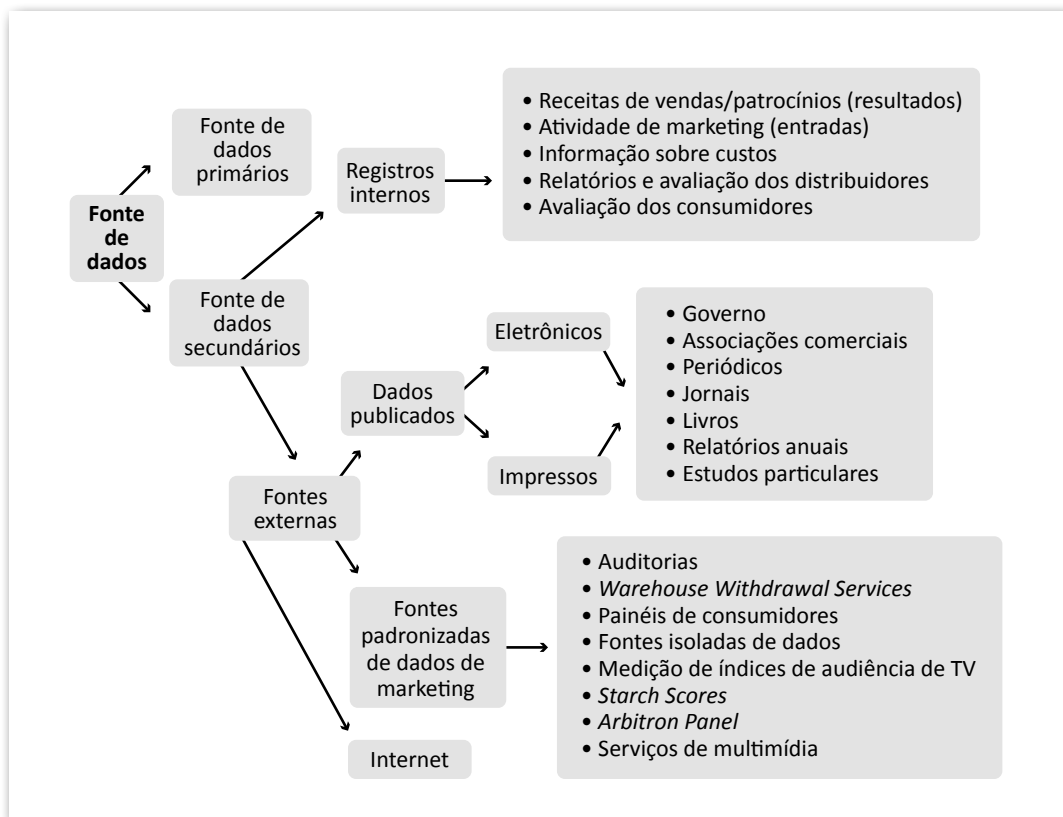 Fonte
de
dados
Fonte de
dados
primários
Fonte de
dados
secundários
Registros
internos
• Receitas de vendas/patrocínios (resultados)
• Atividade de marketing (entradas)
• Informação sobre custos
• Relatórios e avaliação dos distribuidores
• Avaliação dos consumidores
Fontes
externas
Dados
publicados
Eletrônicos
Impressos
• Governo
• Associações comerciais
• Periódicos
• Jornais
• Livros
• Relatórios anuais
• Estudos particulares
Fontes
padronizadas
de dados de
marketing
• Auditorias
• Warehouse Withdrawal Services
• Painéis de consumidores
• Fontes isoladas de dados
• Medição de índices de audiência de TV
• Starch Scores
• Arbitron Panel
• Serviços de multimídia
Internet